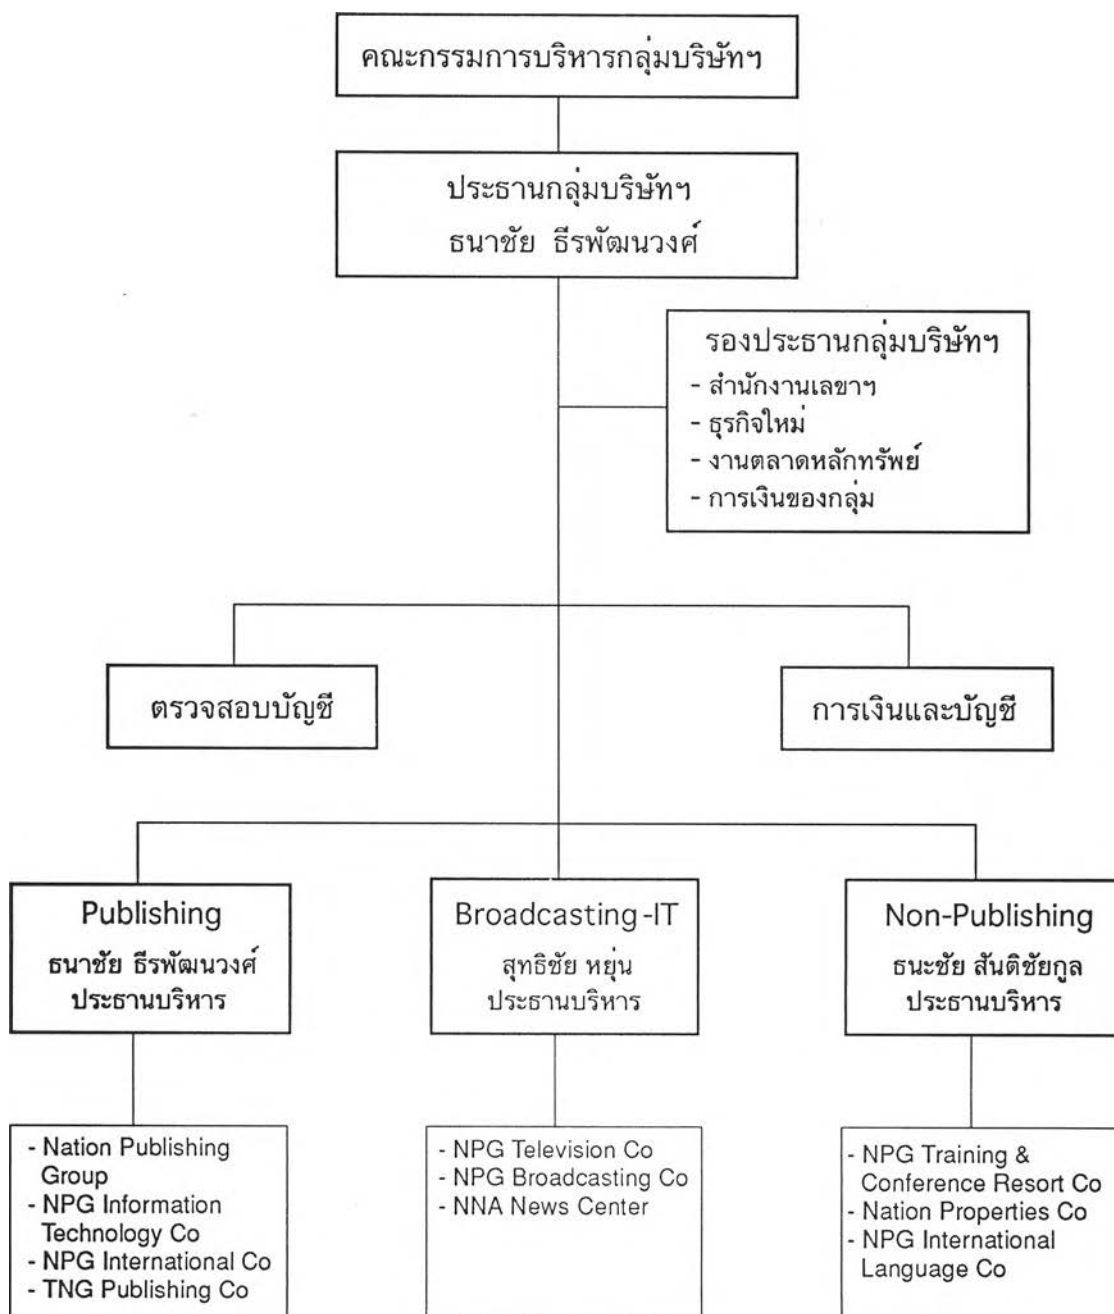 คณะกรรมการบริหารกลุ่มบริษัทฯ
ประธานกลุ่มบริษัทฯ
ธนาชัย ธีรพัฒนวงศ์
รองประธานกลุ่มบริษัทฯ
- สำนักงานเลขาฯ
- ธุรกิจใหม่
- งานตลาดหลักทรัพย์
- การเงินของกลุ่ม
ตรวจสอบบัญชี
การเงินและบัญชี
Publishing
ธนาชัย ธีรพัฒนวงศ์
ประธานบริหาร
Broadcasting-IT
สุทธิชัย หยุ่น
ประธานบริหาร
Non-Publishing
ธนะชัย สันติชัยกูล
ประธานบริหาร
- Nation Publishing
Group
- NPG Information
Technology Co
- NPG International Co
- TNG Publishing Co
- NPG Television Co
- NPG Broadcasting Co
- NNA News Center
- NPG Training &
Conference Resort Co
- Nation Properties Co
- NPG International
Language Co